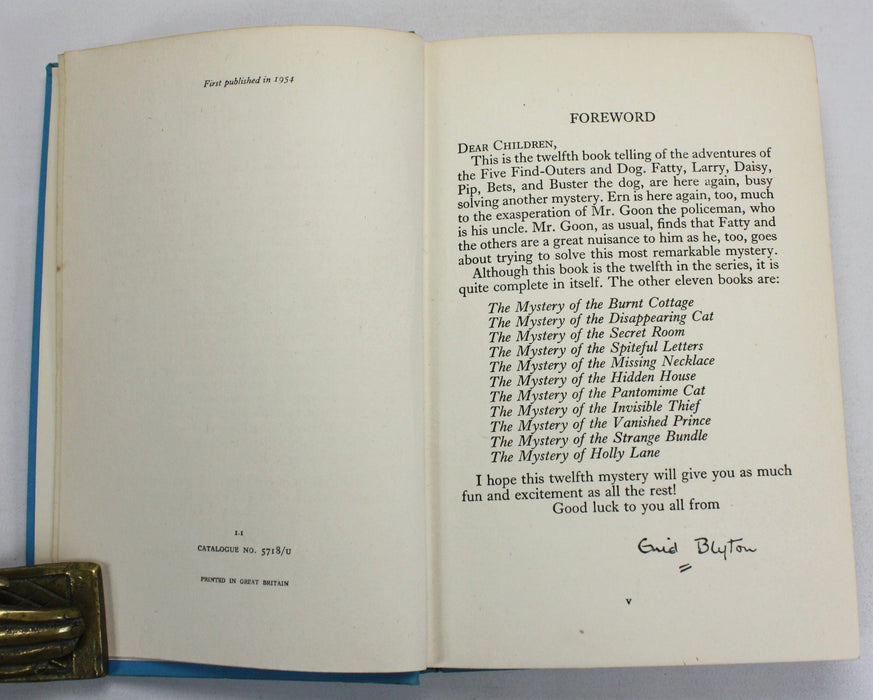 First published in 1954
1.1
CATALOGUE NO. 5718/U
PRINTED IN GREAT BRITAIN
FOREWORD
DEAR CHILDREN,
This is the twelfth book telling of the adventures of
the Five Find-Outers and Dog. Fatty, Larry, Daisy,
Pip, Bets, and Buster the dog, are here again, busy
solving another mystery. Ern is here again, too, much
to the exasperation of Mr. Goon the policeman, who
is his uncle. Mr. Goon, as usual, finds that Fatty and
the others are a great nuisance to him as he, too, goes
about trying to solve this most remarkable mystery.
Although this book is the twelfth in the series, it is
quite complete in itself. The other eleven books are:
The Mystery of the Burnt Cottage
The Mystery of the Disappearing Cat
The Mystery of the Secret Room
The Mystery of the Spiteful Letters
The Mystery of the Missing Necklace
The Mystery of the Hidden House
The Mystery of the Pantomime Cat
The Mystery of the Invisible Thief
The Mystery of the Vanished Prince
The Mystery of the Strange Bundle
The Mystery of Holly Lane
I hope this twelfth mystery will give you as much
fun and excitement as all the rest!
Good luck to you all from
Enid Blyton
v